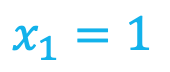 x₁ = 1